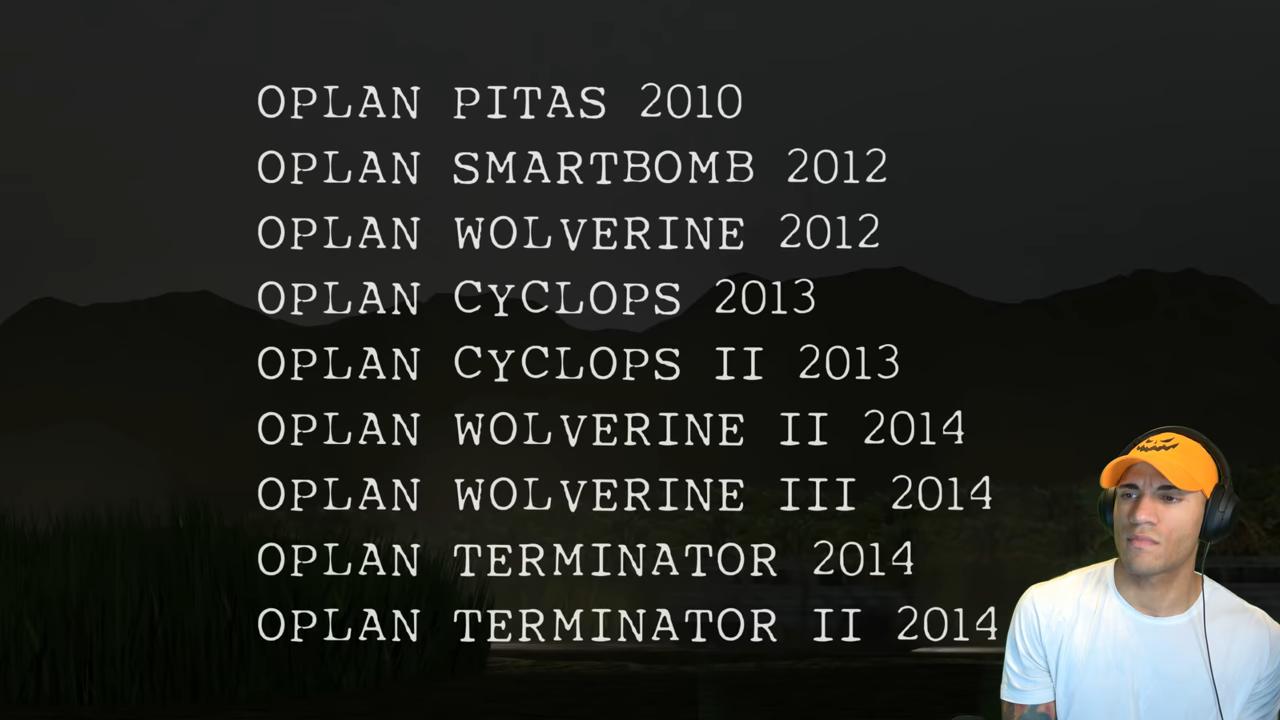 OPLAN PITAS 2010
OPLAN SMARTBOMB 2012
OPLAN WOLVERINE 2012
OPLAN CYCLOPS 2013
OPLAN CYCLOPS II 2013
OPLAN WOLVERINE II 2014
OPLAN WOLVERINE III 2014
OPLAN TERMINATOR 2014
OPLAN TERMINATOR II 2014